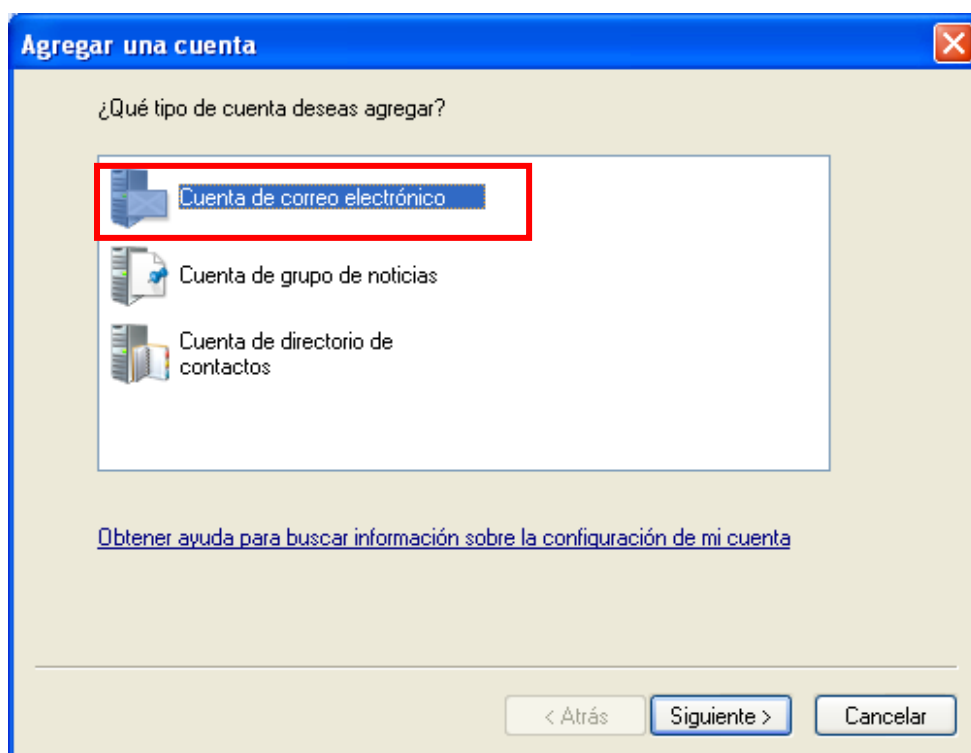 Agregar una cuenta
¿Qué tipo de cuenta deseas agregar?
Cuenta de correo electrónico
Cuenta de grupo de noticias
Cuenta de directorio de
contactos
Obtener ayuda para buscar información sobre la configuración de mi cuenta
< Atrás Siguiente > Cancelar